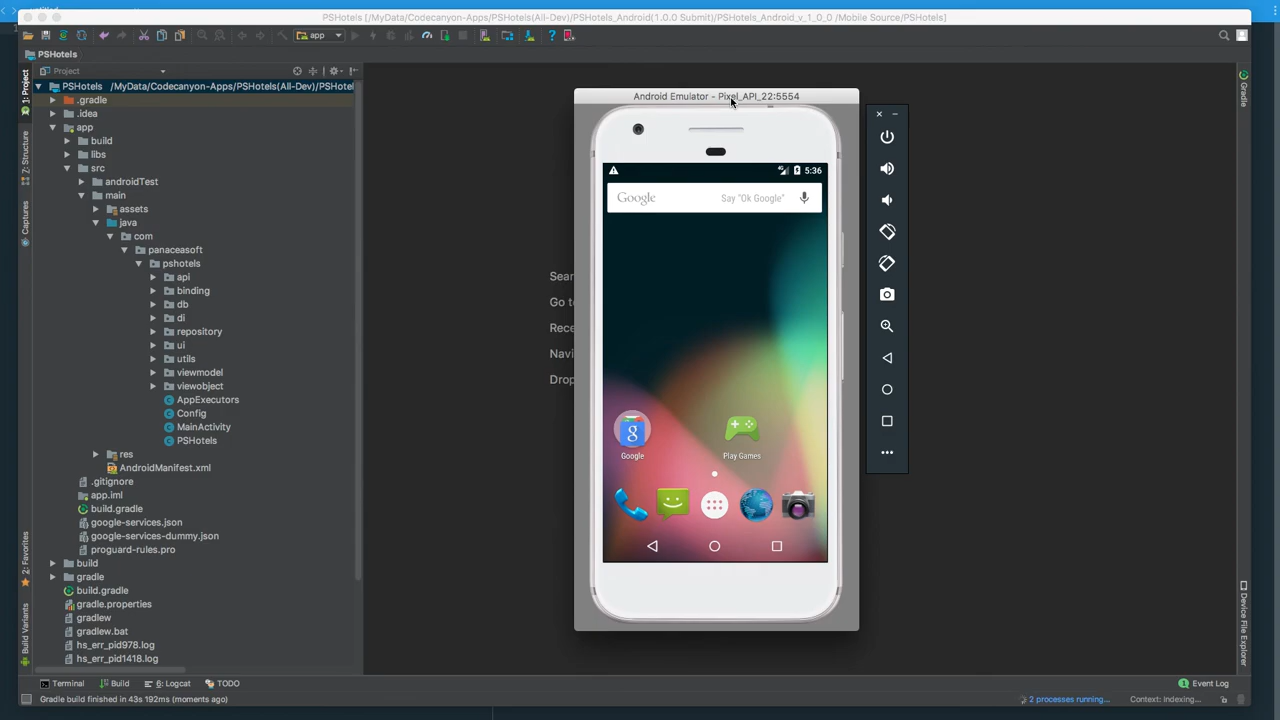 untitled
PSHotels [/MyData/Codecanyon-Apps/PSHotels(All-Dev)/PSHotels_Android(1.0.0 Submit)/PSHotels_Android_v_1_0_0 /Mobile Source/PSHotels]
app
PSHotels
Project
PSHotels /MyData/Codecanyon-Apps/PSHotels(All-Dev)/PSHotel
.gradle
.idea
app
build
libs
src
androidTest
main
assets
java
com
panaceasoft
pshotels
api
binding
db
di
repository
ui
utils
viewmodel
viewobject
AppExecutors
Config
MainActivity
PSHotels
res
AndroidManifest.xml
.gitignore
app.iml
build.gradle
google-services.json
google-services-dummy.json
proguard-rules.pro
build
gradle
build.gradle
gradle.properties
gradlew
gradlew.bat
hs_err_pid978.log
hs_err_pid1418.log
1: Project
Z: Structure
Captures
2: Favorites
Build Variants
Sear
Go to
Rece
Navi
Drop
Android Emulator - Pixel_API_22:5554
5:36
Google
Say "Ok Google"
Google
Play Games
Gradle
Device File Explorer
Terminal
Build
6: Logcat
TODO
1 Event Log
Gradle build finished in 43s 192ms (moments ago)
2 processes running...
Context: Indexing...